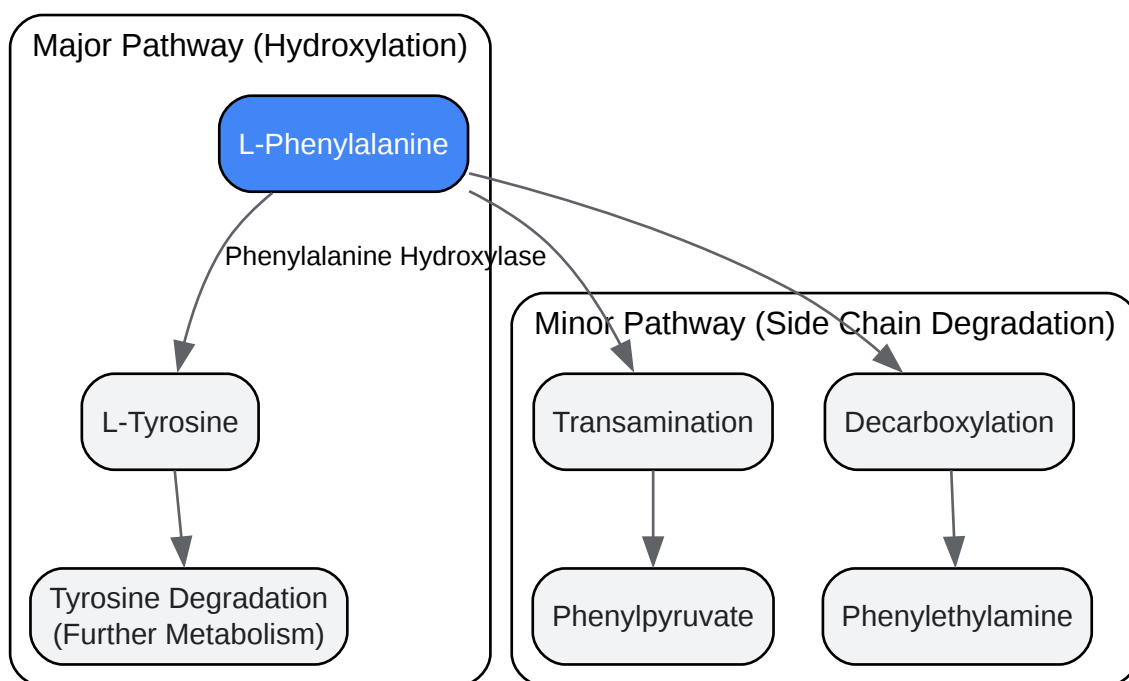 Major Pathway (Hydroxylation)
L-Phenylalanine
Phenylalanine Hydroxylase
L-Tyrosine
Tyrosine Degradation
(Further Metabolism)
Minor Pathway (Side Chain Degradation)
Transamination
Decarboxylation
Phenylpyruvate
Phenylethylamine